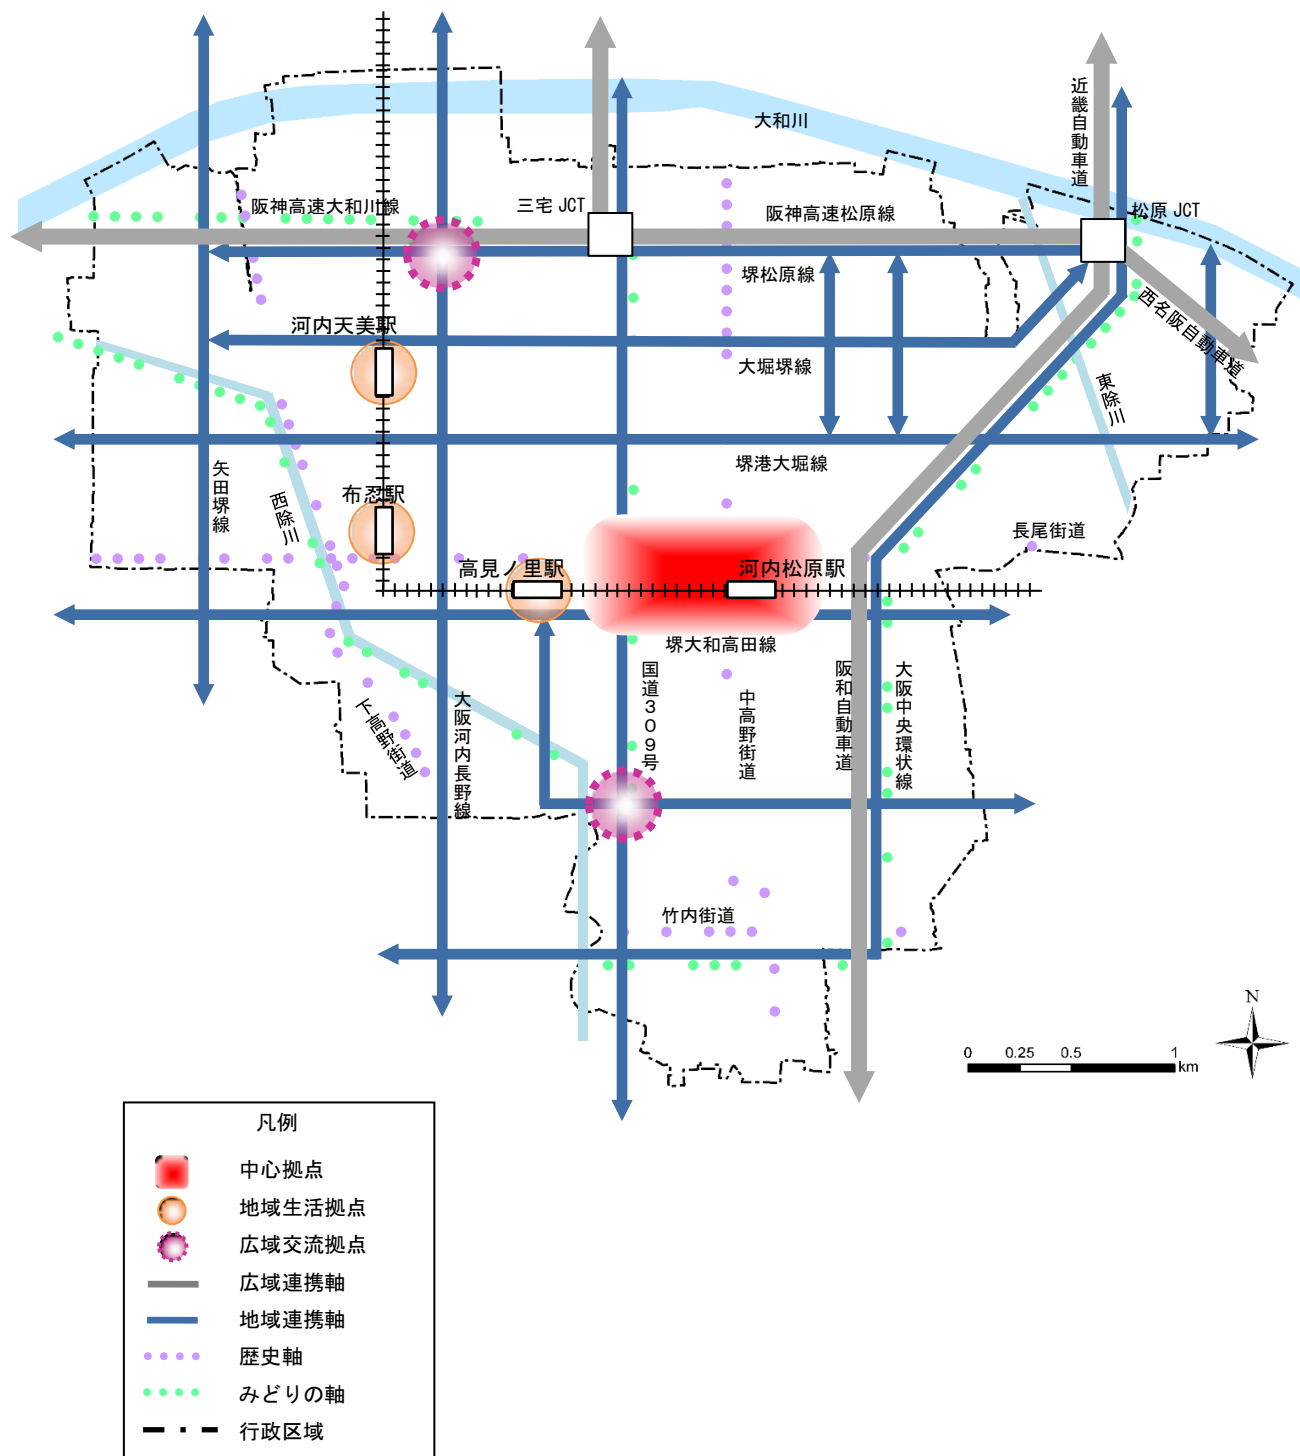 近畿自動車道
大和川
阪神高速大和川線
三宅 JCT
阪神高速松原線
松原 JCT
堺松原線
西名阪自動車道
河内天美駅
大堀堺線
東除川
矢田堺線
西除川
布忍駅
堺港大堀線
長尾街道
高見ノ里駅
河内松原駅
堺大和高田線
下高野街道
大阪河内長野線
国道309号
中高野街道
阪和自動車道
大阪中央環状線
竹内街道
N
0 0.25 0.5 1
km
凡例
中心拠点
地域生活拠点
広域交流拠点
広域連携軸
地域連携軸
歴史軸
みどりの軸
行政区域